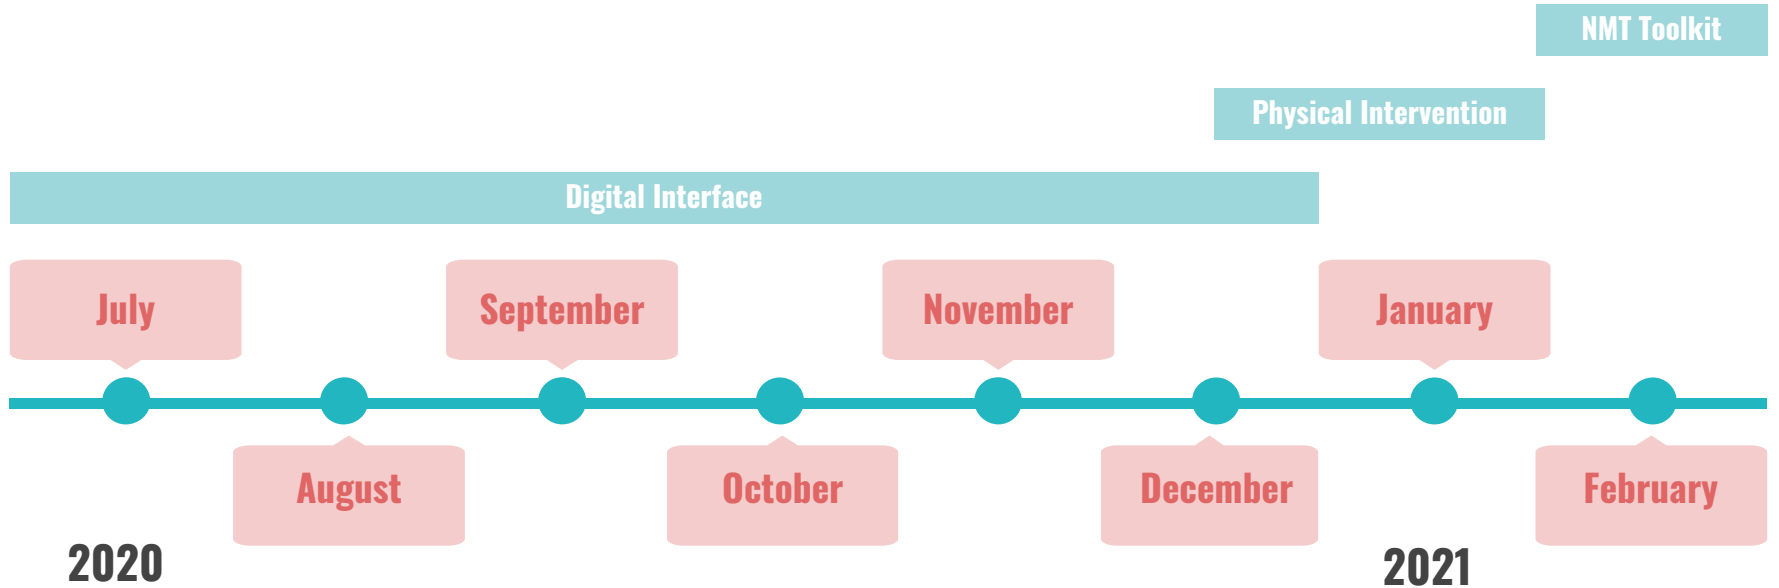 NMT Toolkit
Physical Intervention
Digital Interface
July
September
November
January
August
October
December
February
2020
2021